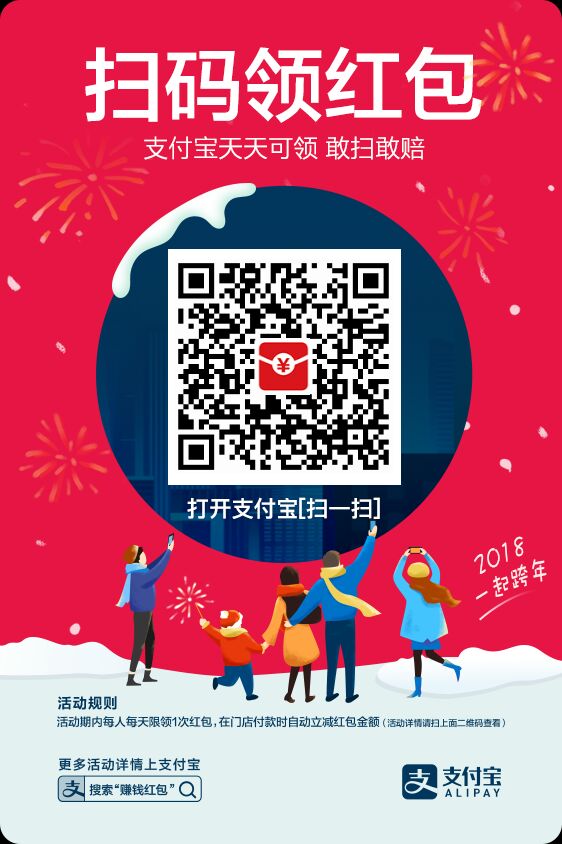 扫码领红包
支付宝天天可领 敢扫敢赔
¥
打开支付宝[扫一扫]
2018
一起跨年
活动规则
活动期内每人每天限领1次红包,在门店付款时自动立减红包金额(活动详情请扫上面二维码查看)
更多活动详情上支付宝
支 搜索“赚钱红包”
支 支付宝
ALIPAY